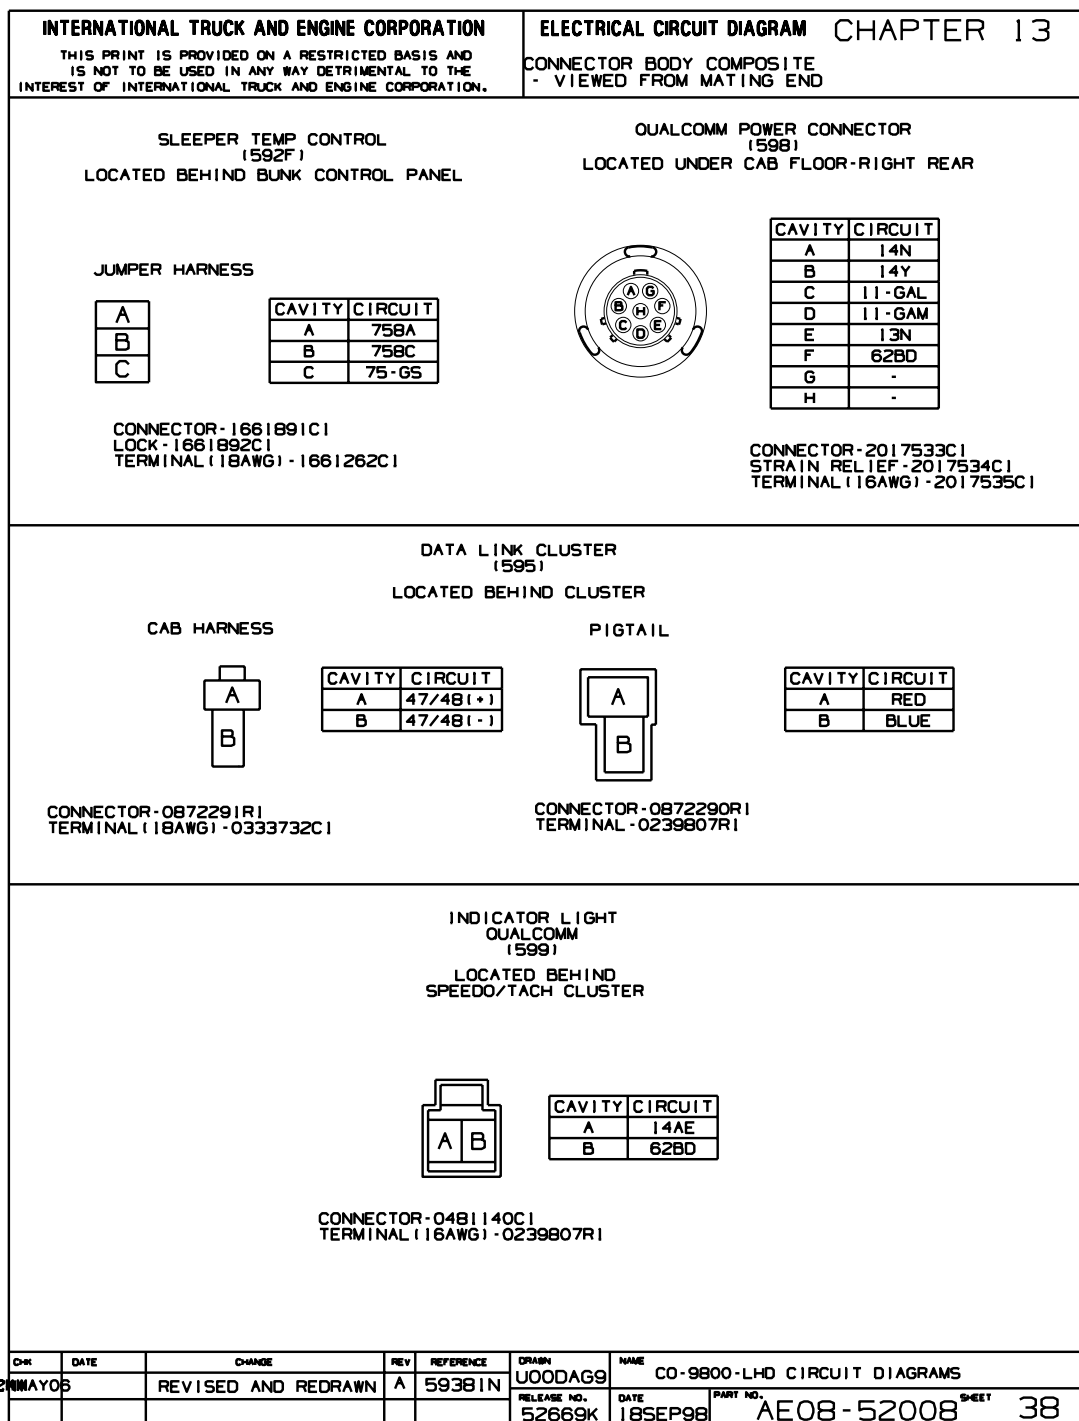 INTERNATIONAL TRUCK AND ENGINE CORPORATION
THIS PRINT IS PROVIDED ON A RESTRICTED BASIS AND
IS NOT TO BE USED IN ANY WAY DETRIMENTAL TO THE
INTEREST OF INTERNATIONAL TRUCK AND ENGINE CORPORATION.
ELECTRICAL CIRCUIT DIAGRAM CHAPTER 13
CONNECTOR BODY COMPOSITE
- VIEWED FROM MATING END
SLEEPER TEMP CONTROL
(592F)
LOCATED BEHIND BUNK CONTROL PANEL
JUMPER HARNESS
A
B
C
CAVITY CIRCUIT
A 758A
B 758C
C 75-GS
CONNECTOR-1661891C1
LOCK-1661892C1
TERMINAL(18AWG)-1661262C1
QUALCOMM POWER CONNECTOR
(598)
LOCATED UNDER CAB FLOOR-RIGHT REAR
A G
B H F
C D E
CAVITY CIRCUIT
A 14N
B 14Y
C 11-GAL
D 11-GAM
E 13N
F 62BD
G -
H -
CONNECTOR-2017533C1
STRAIN RELIEF-2017534C1
TERMINAL(16AWG)-2017535C1
DATA LINK CLUSTER
(595)
LOCATED BEHIND CLUSTER
CAB HARNESS
A
B
CAVITY CIRCUIT
A 47/48(+)
B 47/48(-)
CONNECTOR-0872291R1
TERMINAL(18AWG)-0333732C1
PIGTAIL
A
B
CAVITY CIRCUIT
A RED
B BLUE
CONNECTOR-0872290R1
TERMINAL-0239807R1
INDICATOR LIGHT
QUALCOMM
(599)
LOCATED BEHIND
SPEEDO/TACH CLUSTER
A B
CAVITY CIRCUIT
A 14AE
B 62BD
CONNECTOR-0481140C1
TERMINAL(16AWG)-0239807R1
CHK DATE CHANGE REV REFERENCE
MAY06 REVISED AND REDRAWN A 59381N
DRAWN
U00DAG9
NAME
CO-9800-LHD CIRCUIT DIAGRAMS
RELEASE NO.
52669K
DATE
18SEP98
PART NO.
AE08-52008
SHEET
38